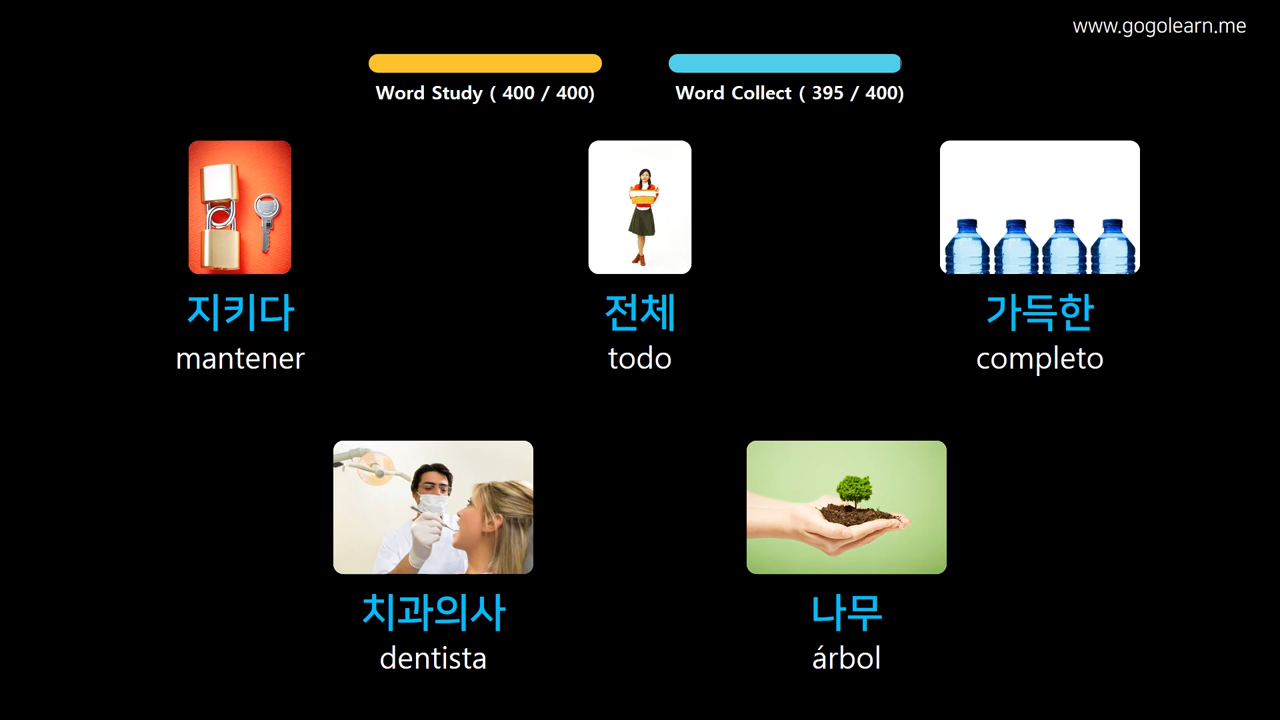 www.gogolearn.me
Word Study ( 400 / 400)
Word Collect ( 395 / 400)
지키다
mantener
전체
todo
가득한
completo
치과의사
dentista
나무
árbol